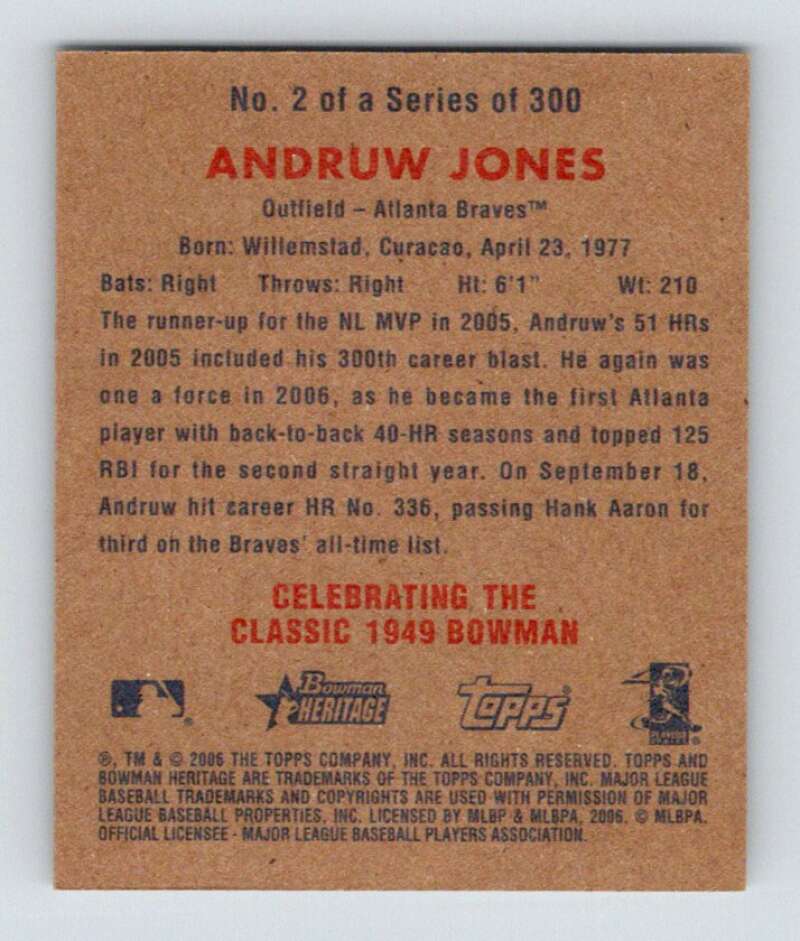 No. 2 of a Series of 300
ANDRUW JONES
Outfield – Atlanta Braves™
Born: Willemstad, Curacao, April 23, 1977
Bats: Right Throws: Right Ht: 6'1" Wt: 210
The runner-up for the NL MVP in 2005, Andruw's 51 HRs
in 2005 included his 300th career blast. He again was
one a force in 2006, as he became the first Atlanta
player with back-to-back 40-HR seasons and topped 125
RBI for the second straight year. On September 18,
Andruw hit career HR No. 336, passing Hank Aaron for
third on the Braves' all-time list.
CELEBRATING THE
CLASSIC 1949 BOWMAN
Bowman
HERITAGE
Topps®
®, TM & © 2006 THE TOPPS COMPANY, INC. ALL RIGHTS RESERVED. TOPPS AND
BOWMAN HERITAGE ARE TRADEMARKS OF THE TOPPS COMPANY, INC. MAJOR LEAGUE
BASEBALL TRADEMARKS AND COPYRIGHTS ARE USED WITH PERMISSION OF MAJOR
LEAGUE BASEBALL PROPERTIES, INC. LICENSED BY MLBP & MLBPA, 2006. © MLBPA.
OFFICIAL LICENSEE - MAJOR LEAGUE BASEBALL PLAYERS ASSOCIATION.